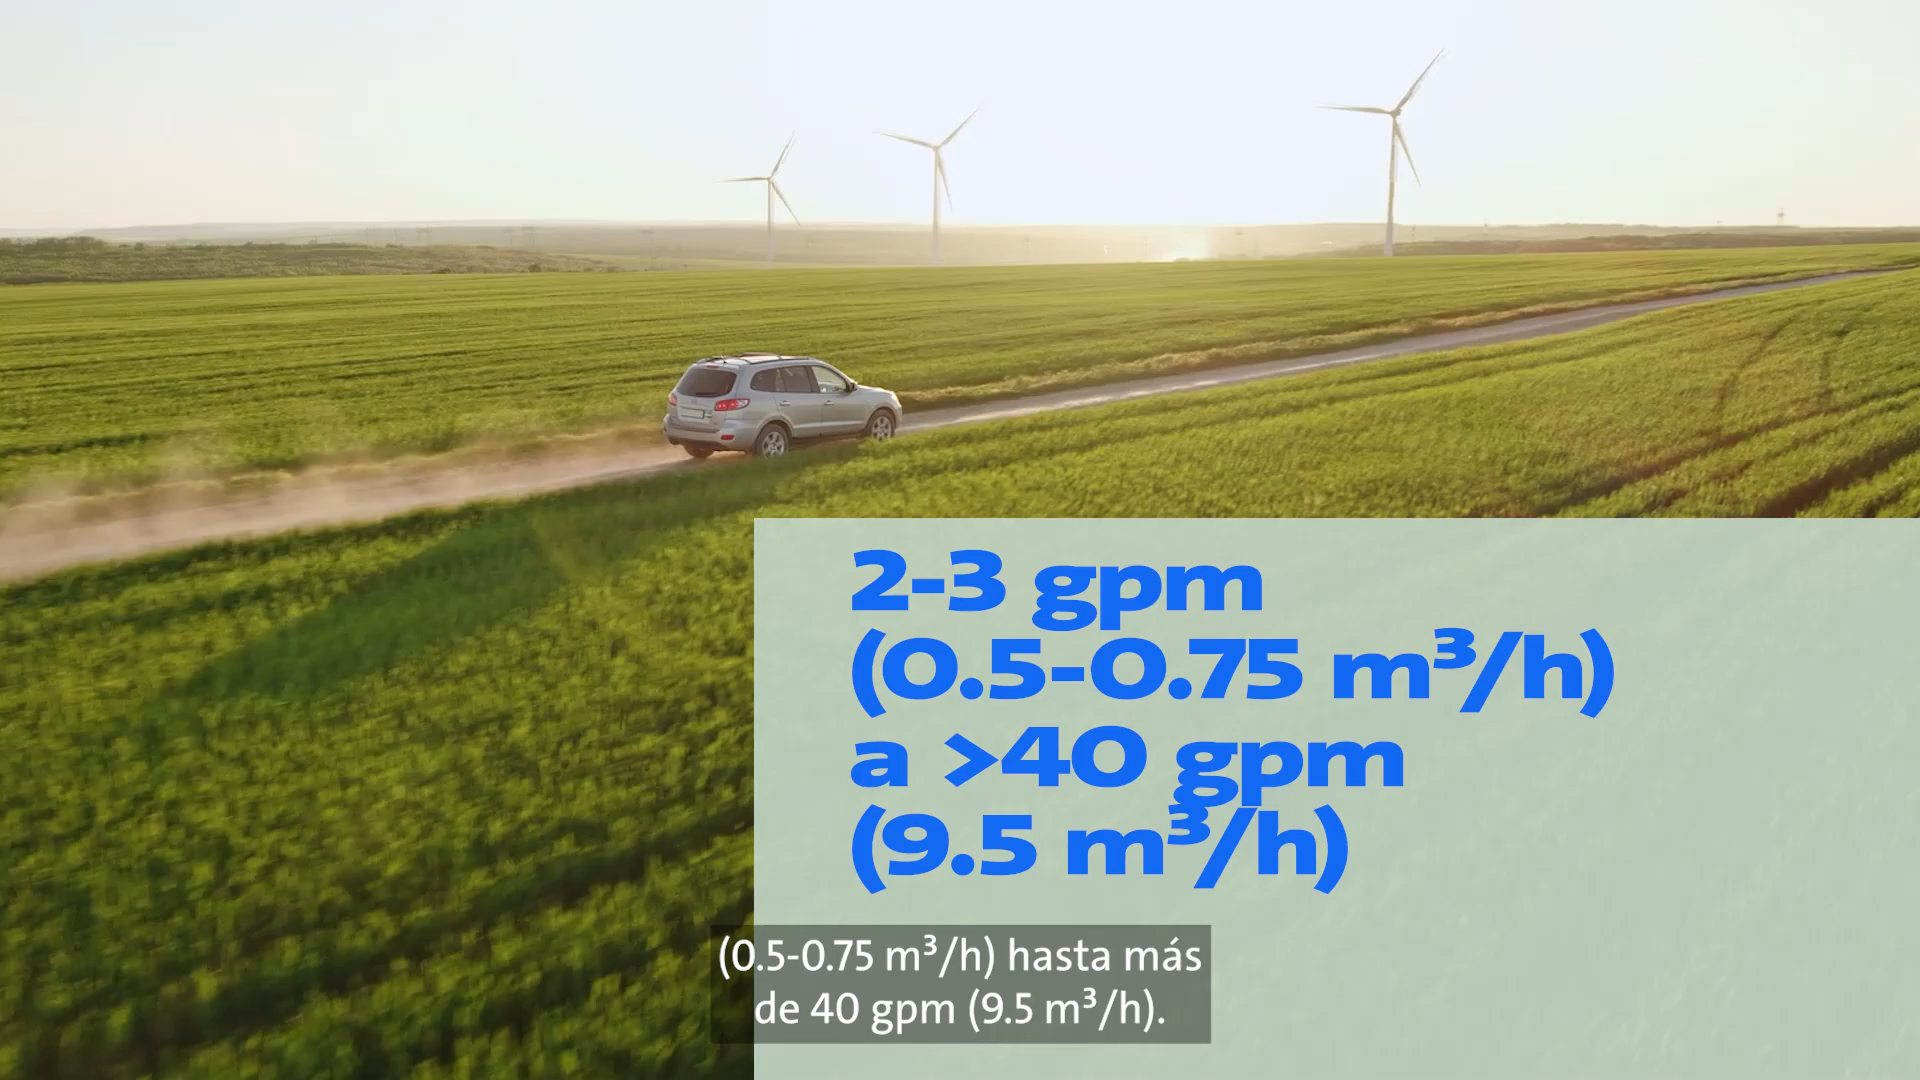 2-3 gpm
(0.5-0.75 m³/h)
a >40 gpm
(9.5 m³/h)
(0.5-0.75 m³/h) hasta más
de 40 gpm (9.5 m³/h).